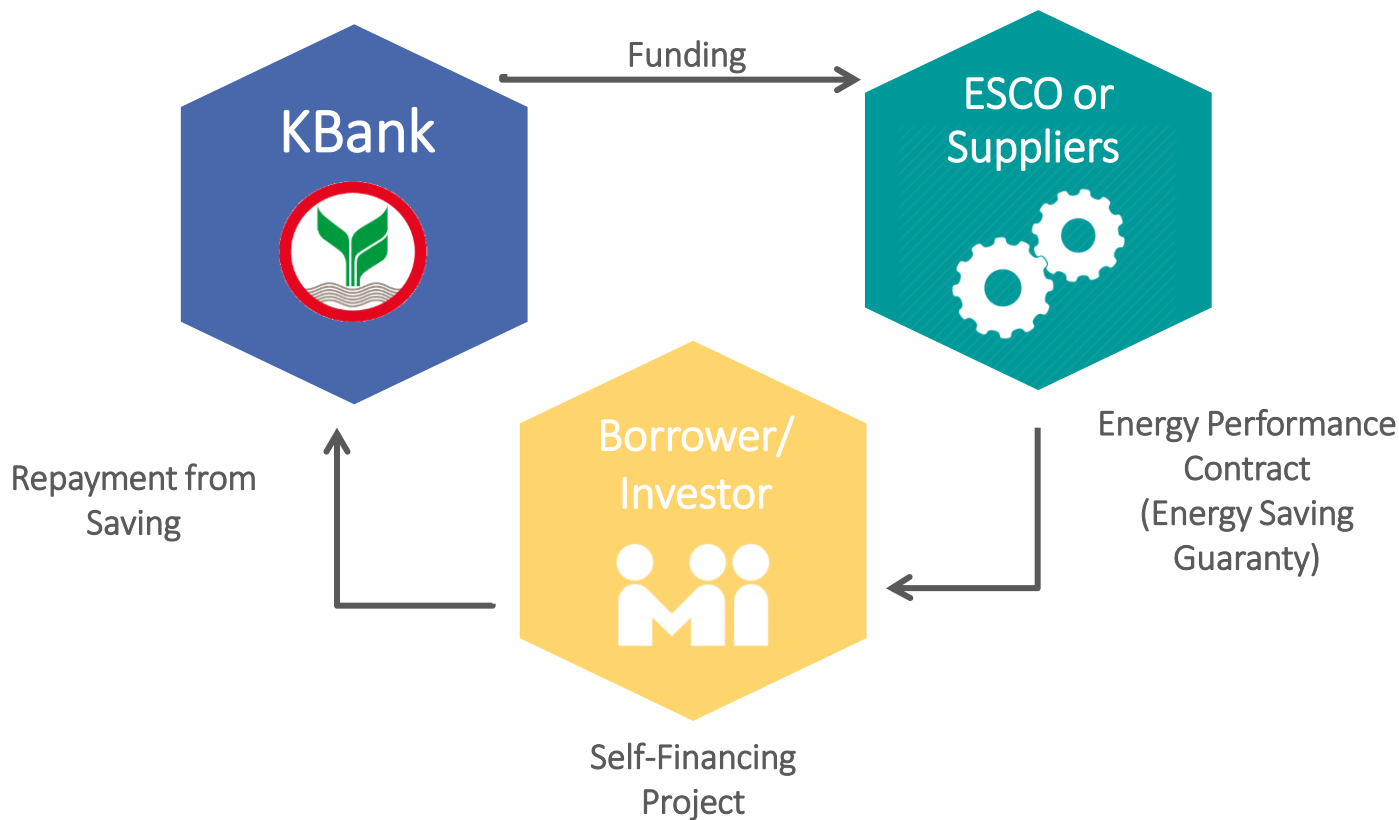 Funding
KBank
ESCO or
Suppliers
Borrower/
Investor
Energy Performance
Contract
(Energy Saving
Guaranty)
Repayment from
Saving
Self-Financing
Project